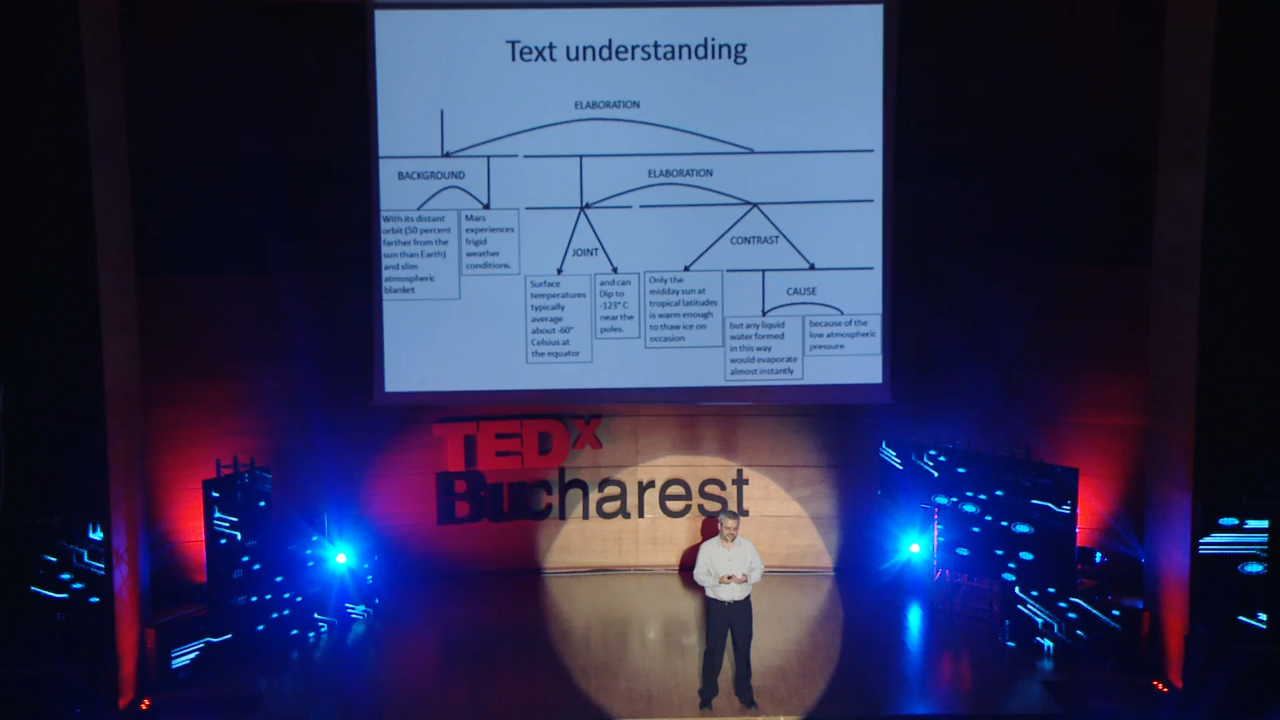 Text understanding
ELABORATION
BACKGROUND
ELABORATION
With its distant
orbit (50 percent
farther from the
sun than Earth)
and slim
atmospheric
blanket
Mars
experiences
frigid
weather
conditions.
JOINT
CONTRAST
Surface
temperatures
typically
average
about -60°
Celsius at
the equator
and can
Dip to
-123° C
near the
poles.
Only the
midday sun at
tropical latitudes
is warm enough
to thaw ice on
occasion
CAUSE
but any liquid
water formed
in this way
would evaporate
almost instantly
because of the
low atmospheric
pressure
TEDx
Bucharest